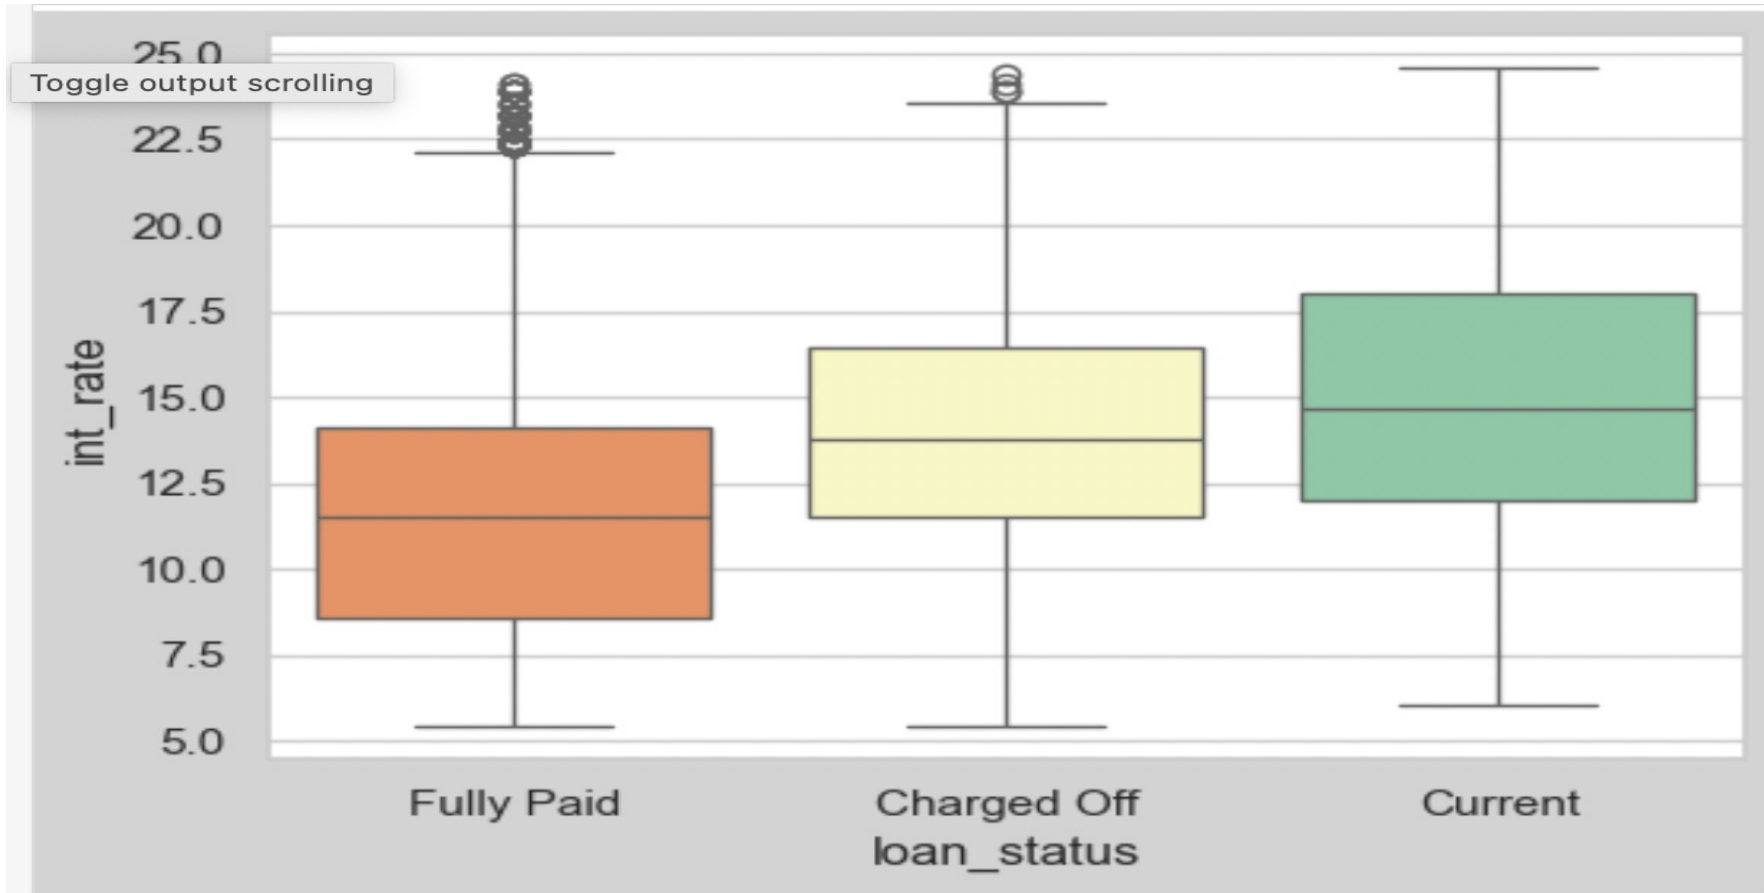 25.0
Toggle output scrolling
22.5
20.0
17.5
15.0
12.5
10.0
7.5
5.0
int_rate
Fully Paid Charged Off Current
loan_status